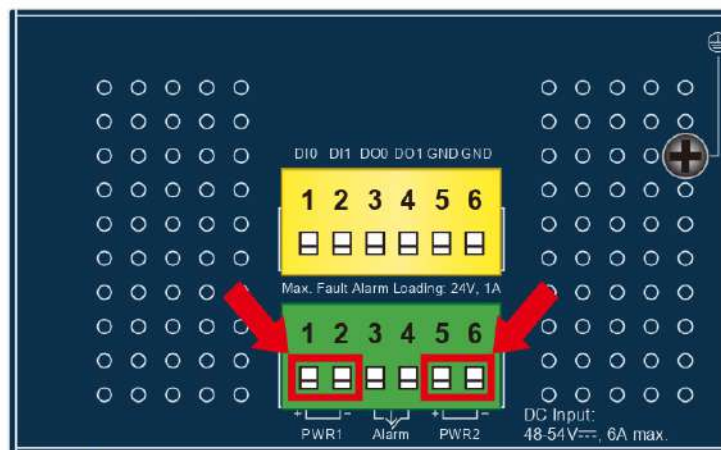 DI0 DI1 DO0 DO1 GND GND
1 2 3 4 5 6
Max. Fault Alarm Loading: 24V, 1A
1 2 3 4 5 6
+ − + −
PWR1 Alarm PWR2
DC Input:
48-54V⎓, 6A max.